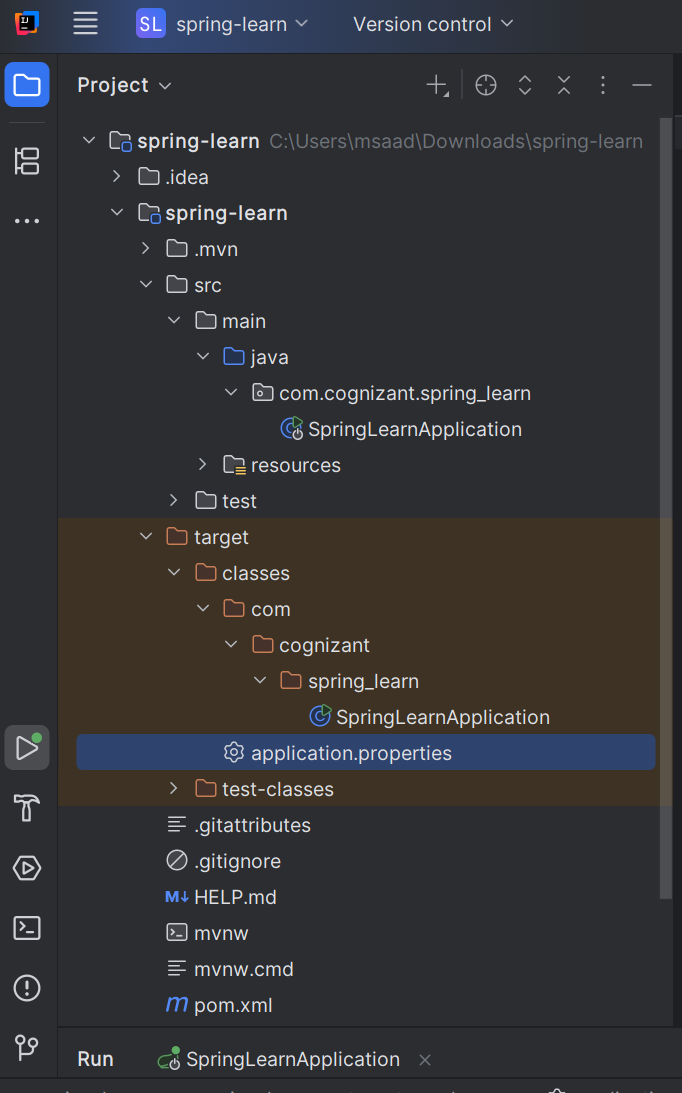 SL spring-learn Version control
Project
spring-learn C:\Users\msaad\Downloads\spring-learn
.idea
spring-learn
.mvn
src
main
java
com.cognizant.spring_learn
SpringLearnApplication
resources
test
target
classes
com
cognizant
spring_learn
SpringLearnApplication
application.properties
test-classes
.gitattributes
.gitignore
M↓ HELP.md
mvnw
mvnw.cmd
m pom.xml
Run SpringLearnApplication